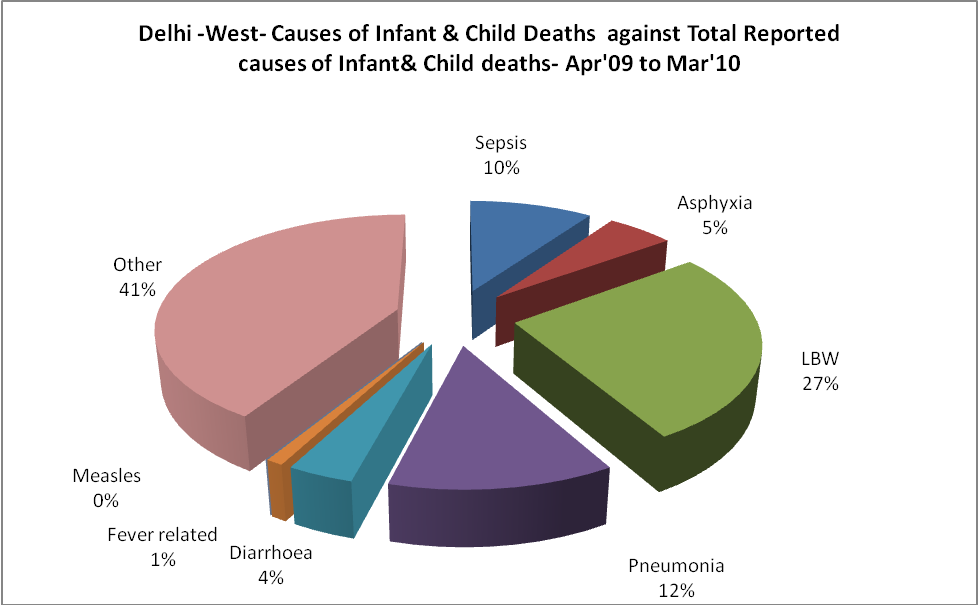 Delhi -West- Causes of Infant & Child Deaths  against Total Reported
causes of Infant& Child deaths- Apr'09 to Mar'10
Sepsis
10%
Asphyxia
5%
LBW
27%
Pneumonia
12%
Diarrhoea
4%
Fever related
1%
Measles
0%
Other
41%